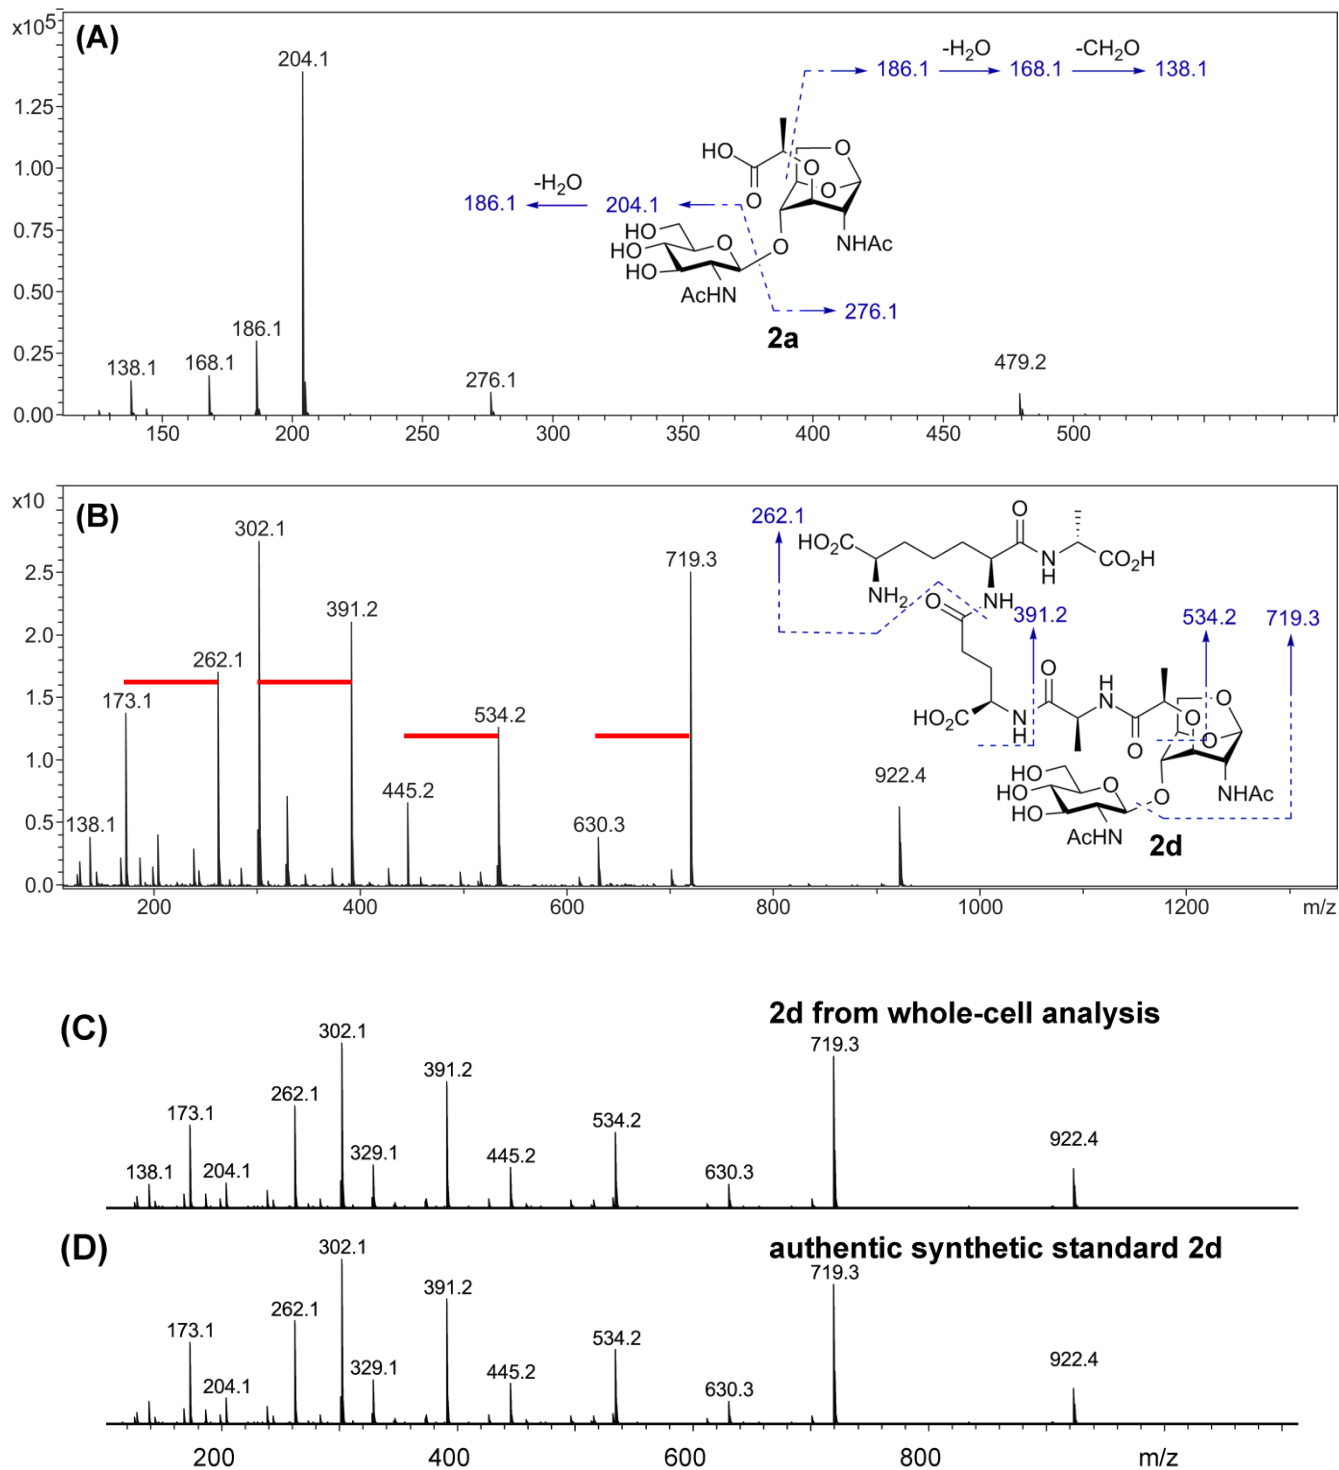 (A)
x10⁵
1.25
1.00
0.75
0.50
0.25
0.00
138.1
168.1
186.1
204.1
276.1
479.2
150
200
250
300
350
400
450
500
186.1
-H₂O
168.1
-CH₂O
138.1
HO
O
O
O
O
O
NHAc
186.1
-H₂O
204.1
HO
HO
HO
O
O
AcHN
276.1
2a
(B)
x10
2.5
2.0
1.5
1.0
0.5
0.0
138.1
173.1
262.1
302.1
391.2
445.2
534.2
630.3
719.3
922.4
200
400
600
800
1000
1200
m/z
262.1
HO₂C
NH₂
O
N
H
CO₂H
NH
O
391.2
534.2
719.3
HO₂C
N
H
O
H
N
O
O
O
O
NHAc
HO
HO
HO
O
O
AcHN
2d
(C)
2d from whole-cell analysis
138.1
173.1
204.1
262.1
302.1
329.1
391.2
445.2
534.2
630.3
719.3
922.4
(D)
authentic synthetic standard 2d
173.1
204.1
262.1
302.1
329.1
391.2
445.2
534.2
630.3
719.3
922.4
200
400
600
800
m/z